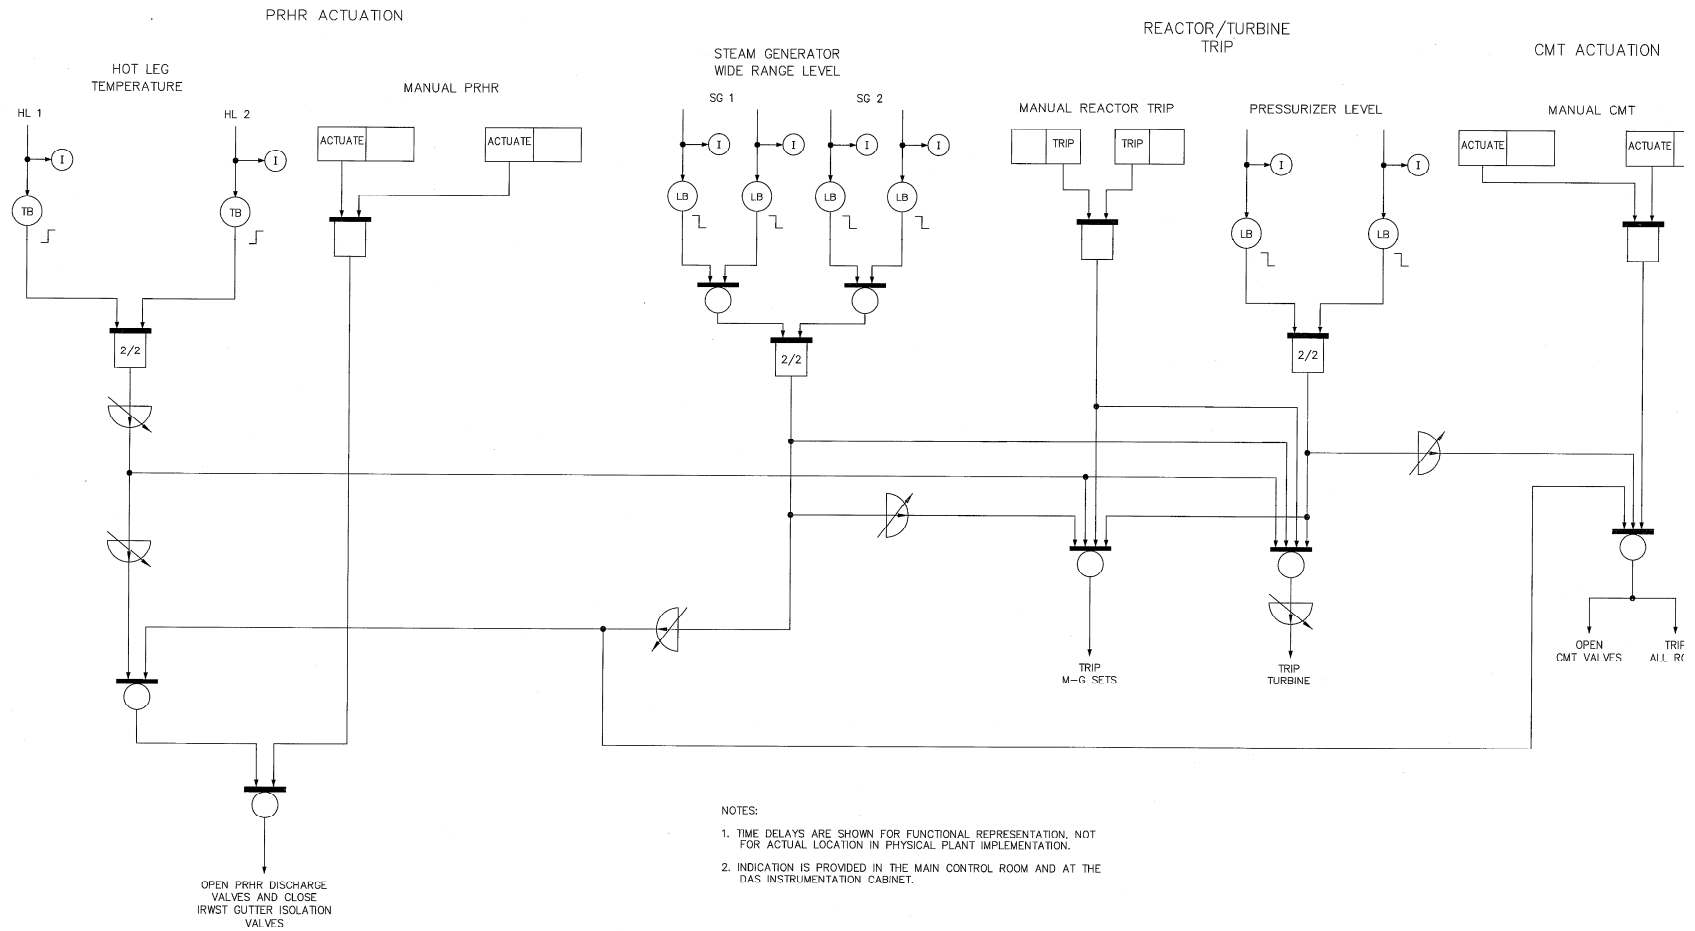 PRHR ACTUATION
REACTOR/TURBINE
TRIP
CMT ACTUATION
HOT LEG
TEMPERATURE
MANUAL PRHR
STEAM GENERATOR
WIDE RANGE LEVEL
MANUAL REACTOR TRIP
PRESSURIZER LEVEL
MANUAL CMT
HL 1
HL 2
SG 1
SG 2
ACTUATE
ACTUATE
TRIP
TRIP
ACTUATE
ACTUATE
I
I
I
I
I
I
I
I
TB
TB
LB
LB
LB
LB
LB
LB
2/2
2/2
2/2
OPEN
CMT VALVES
TRIP
ALL
TRIP
M-G SETS
TRIP
TURBINE
OPEN PRHR DISCHARGE
VALVES AND CLOSE
IRWST GUTTER ISOLATION
VALVES
NOTES:
1. TIME DELAYS ARE SHOWN FOR FUNCTIONAL REPRESENTATION, NOT
FOR ACTUAL LOCATION IN PHYSICAL PLANT IMPLEMENTATION.
2. INDICATION IS PROVIDED IN THE MAIN CONTROL ROOM AND AT THE
DAS INSTRUMENTATION CABINET.